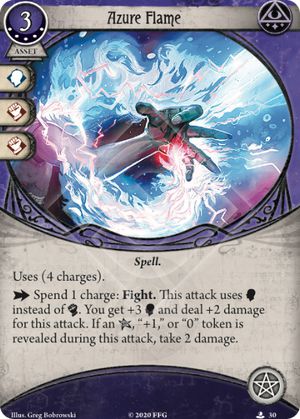 3
Azure Flame
ASSET
Spell.
Uses (4 charges).
Spend 1 charge: Fight. This attack uses
instead of . You get +3 and deal +2 damage
for this attack. If an , “+1,” or “0” token is
revealed during this attack, take 2 damage.
Illus. Greg Bobrowski
© 2020 FFG
30